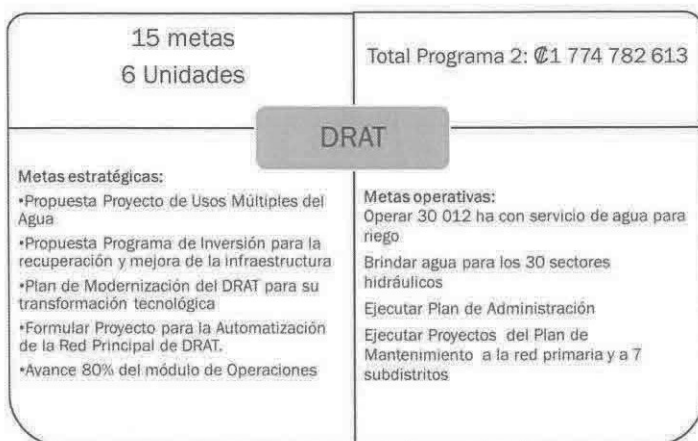 15 metas
6 Unidades
Total Programa 2: ₡1 774 782 613
DRAT
Metas estratégicas:
•Propuesta Proyecto de Usos Múltiples del
Agua
•Propuesta Programa de Inversión para la
recuperación y mejora de la infraestructura
•Plan de Modernización del DRAT para su
transformación tecnológica
•Formular Proyecto para la Automatización
de la Red Principal de DRAT.
•Avance 80% del módulo de Operaciones
Metas operativas:
Operar 30 012 ha con servicio de agua para
riego
Brindar agua para los 30 sectores
hidráulicos
Ejecutar Plan de Administración
Ejecutar Proyectos del Plan de
Mantenimiento a la red primaria y a 7
subdistritos